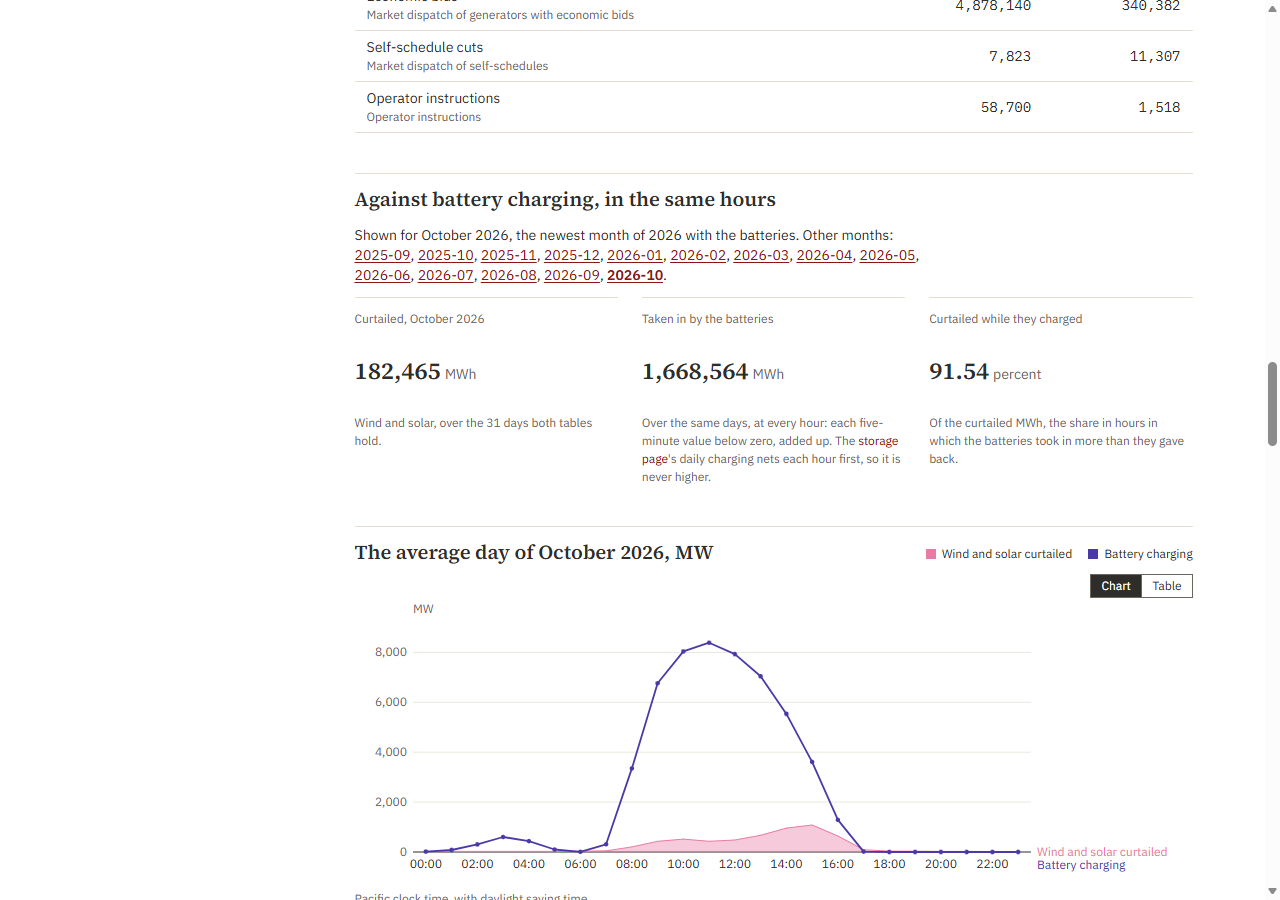 Market dispatch of generators with economic bids
4,878,140 340,382
Self-schedule cuts
Market dispatch of self-schedules
7,823 11,307
Operator instructions
Operator instructions
58,700 1,518
Against battery charging, in the same hours
Shown for October 2026, the newest month of 2026 with the batteries. Other months:
2025-09, 2025-10, 2025-11, 2025-12, 2026-01, 2026-02, 2026-03, 2026-04, 2026-05,
2026-06, 2026-07, 2026-08, 2026-09, 2026-10.
Curtailed, October 2026
182,465 MWh
Wind and solar, over the 31 days both tables
hold.
Taken in by the batteries
1,668,564 MWh
Over the same days, at every hour: each five-
minute value below zero, added up. The storage
page's daily charging nets each hour first, so it is
never higher.
Curtailed while they charged
91.54 percent
Of the curtailed MWh, the share in hours in
which the batteries took in more than they gave
back.
The average day of October 2026, MW
Wind and solar curtailed Battery charging
Chart Table
MW
8,000
6,000
4,000
2,000
0
00:00 02:00 04:00 06:00 08:00 10:00 12:00 14:00 16:00 18:00 20:00 22:00
Wind and solar curtailed
Battery charging
Pacific clock time, with daylight saving time